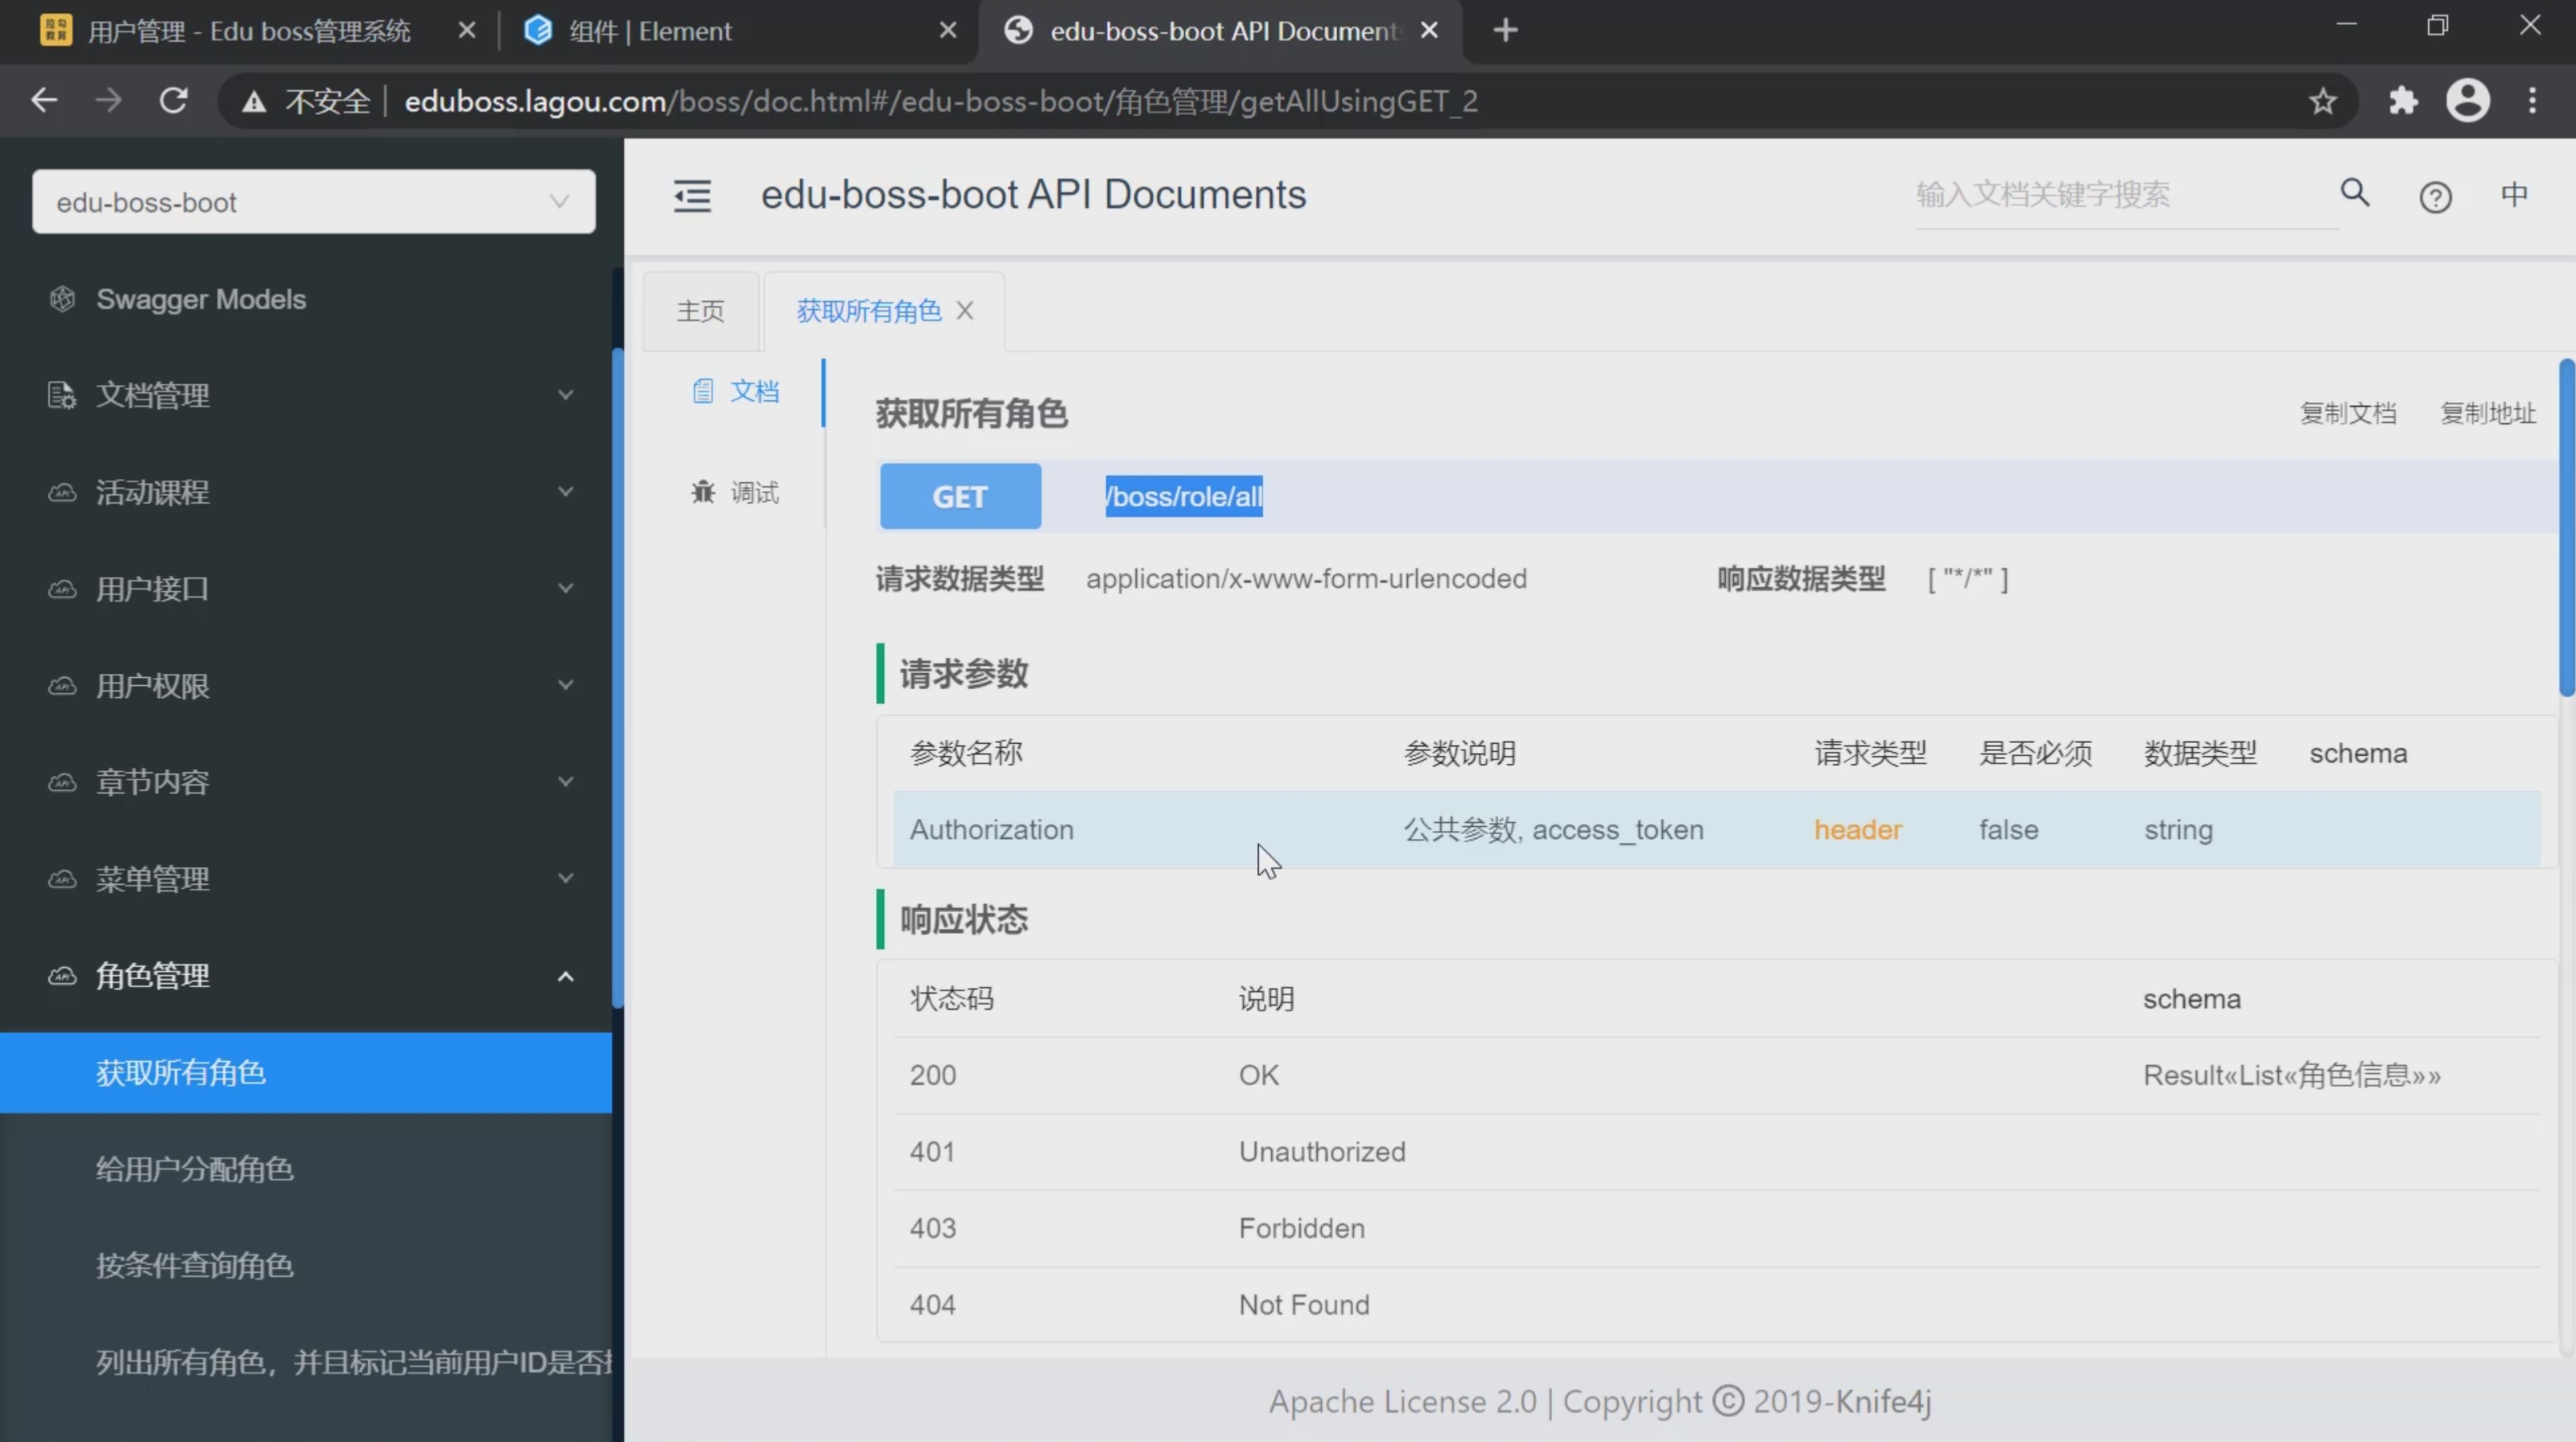 用户管理 - Edu boss管理系统
组件 | Element
edu-boss-boot API Document
不安全
eduboss.lagou.com/boss/doc.html#/edu-boss-boot/角色管理/getAllUsingGET_2
edu-boss-boot
Swagger Models
文档管理
活动课程
用户接口
用户权限
章节内容
菜单管理
角色管理
获取所有角色
给用户分配角色
按条件查询角色
列出所有角色，并且标记当前用户ID是否
edu-boss-boot API Documents
输入文档关键字搜索
中
主页
获取所有角色
文档
调试
获取所有角色
复制文档
复制地址
GET
/boss/role/all
请求数据类型 application/x-www-form-urlencoded
响应数据类型 [ "*/*" ]
请求参数
参数名称 参数说明 请求类型 是否必须 数据类型 schema
Authorization 公共参数, access_token header false string
响应状态
状态码 说明 schema
200 OK Result«List«角色信息»»
401 Unauthorized
403 Forbidden
404 Not Found
Apache License 2.0 | Copyright © 2019-Knife4j